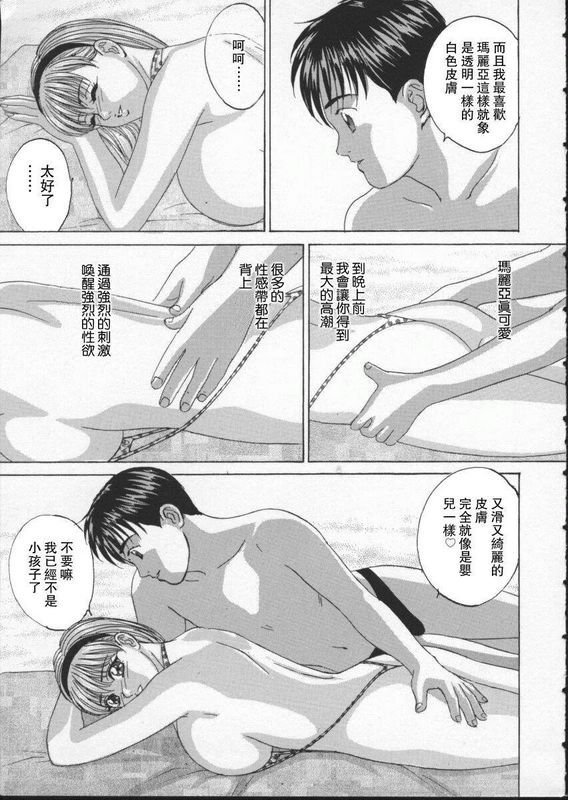 而且我最喜歡
瑪麗亞這樣就象
是透明一樣的
白色皮膚
呵呵……
太好了
……
瑪麗亞真可愛
到晚上前
我會讓你得到
最大的高潮
很多的
性感帶都在
背上
通過強烈的刺激
喚醒強烈的性欲
又滑又綺麗的
皮膚
完全就像是嬰
兒一樣♡
不要嘛
我已經不是
小孩子了